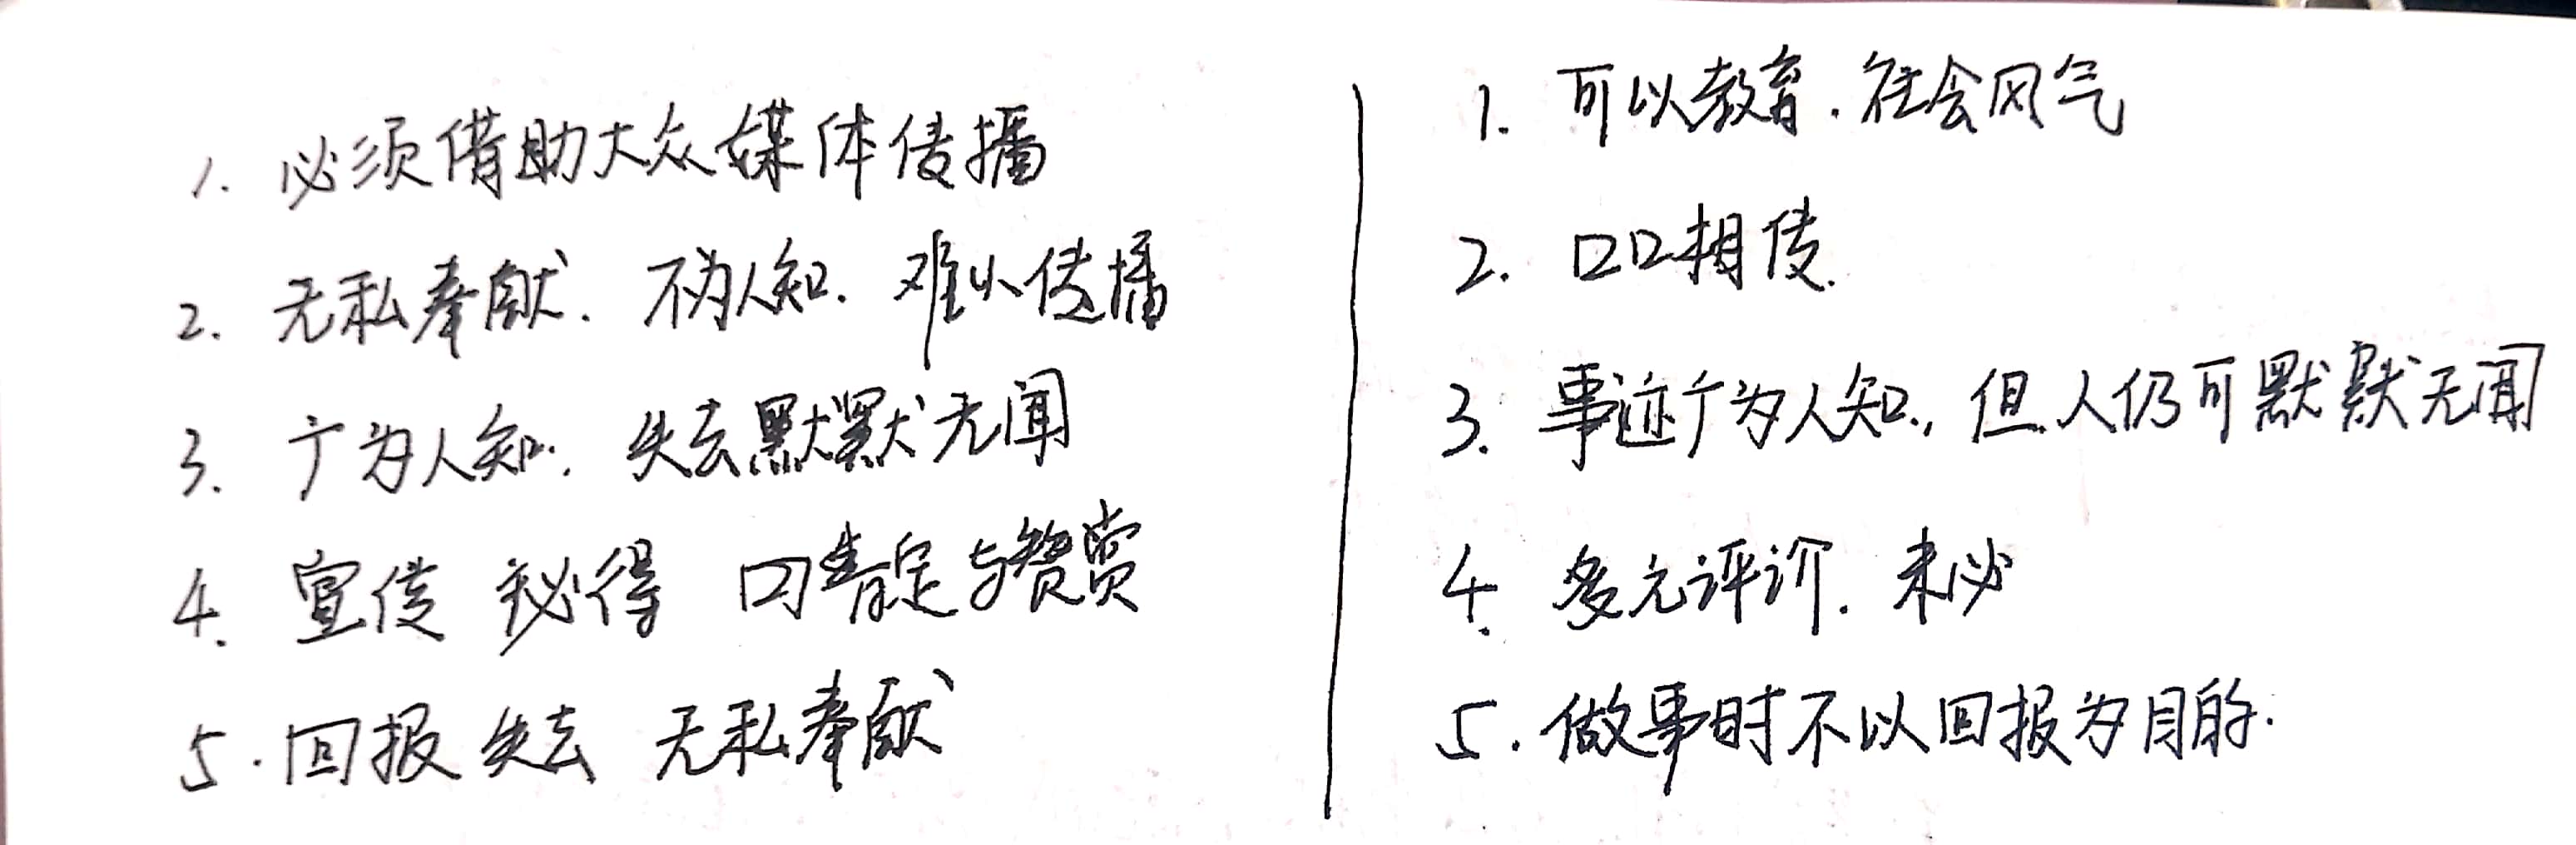 1. 必须借助大众媒体传播
2. 无私奉献. 不为人知. 难以传播
3. 广为人知. 失去默默无闻
4. 宣传 必得 肯定与赞赏
5. 回报 失去 无私奉献
1. 可以教育. 社会风气
2. 口口相传.
3. 事迹广为人知, 但人仍可默默无闻
4. 多元评价. 未必
5. 做事时不以回报为目的.